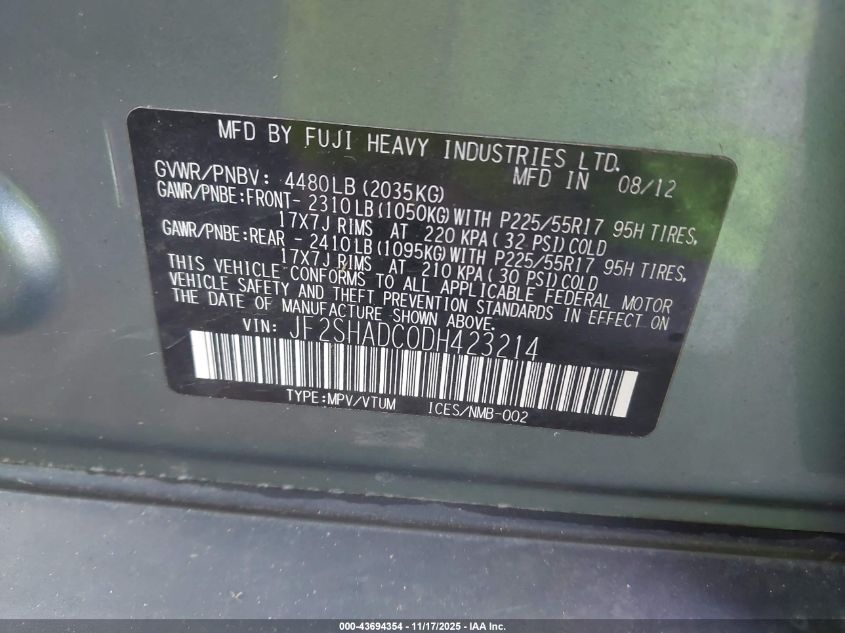 MFD BY FUJI HEAVY INDUSTRIES LTD.
MFD IN 08/12
GVWR/PNBV: 4480LB(2035KG)
GAWR/PNBE:FRONT- 2310LB(1050KG)WITH P225/55R17 95H TIRES,
17X7J RIMS AT 220 KPA(32 PSI)COLD
GAWR/PNBE:REAR - 2410LB(1095KG)WITH P225/55R17 95H TIRES,
17X7J RIMS AT 210 KPA(30 PSI)COLD
THIS VEHICLE CONFORMS TO ALL APPLICABLE FEDERAL MOTOR
VEHICLE SAFETY AND THEFT PREVENTION STANDARDS IN EFFECT ON
THE DATE OF MANUFACTURE SHOWN ABOVE.
VIN: JF2SHADC0DH423214
TYPE:MPV/VTUM ICES/NMB-002
000-43694354 - 11/17/2025 - IAA Inc.